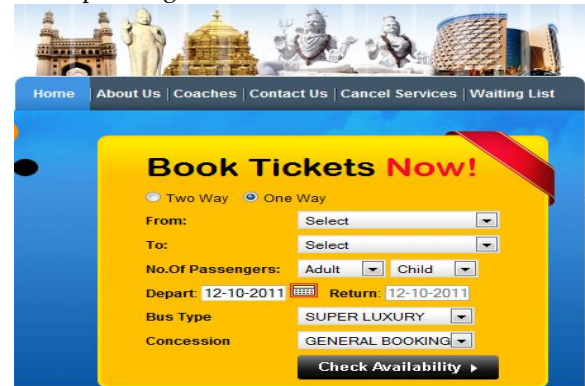 Home | About Us | Coaches | Contact Us | Cancel Services | Waiting List
Book Tickets Now!
Two Way One Way
From: Select
To: Select
No.Of Passengers: Adult Child
Depart: 12-10-2011 Return: 12-10-2011
Bus Type SUPER LUXURY
Concession GENERAL BOOKING
Check Availability